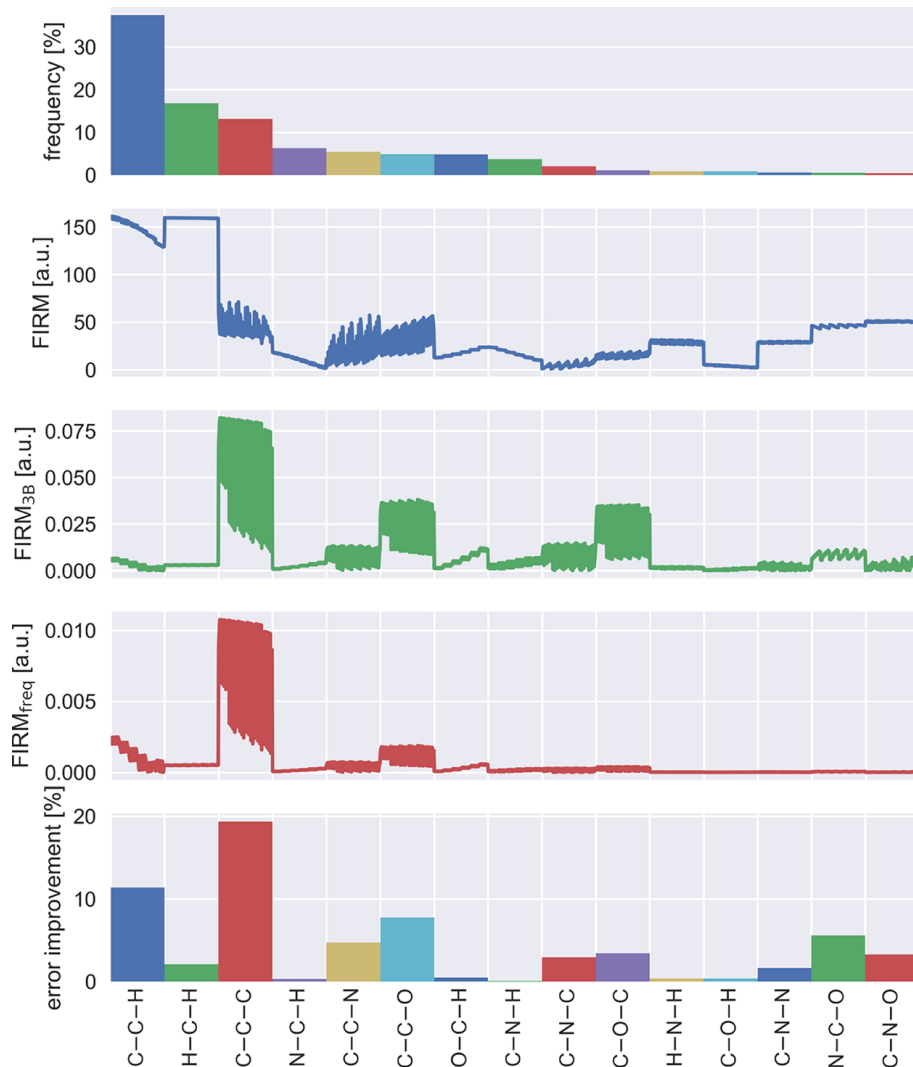 frequency [%]
30
20
10
0
FIRM [a.u.]
150
100
50
0
FIRM3B [a.u.]
0.075
0.050
0.025
0.000
FIRMfreq [a.u.]
0.010
0.005
0.000
error improvement [%]
20
10
0
C−C−H
H−C−H
C−C−C
N−C−H
C−C−N
C−C−O
O−C−H
C−N−H
C−N−C
C−O−C
H−N−H
C−O−H
C−N−N
N−C−O
C−N−O